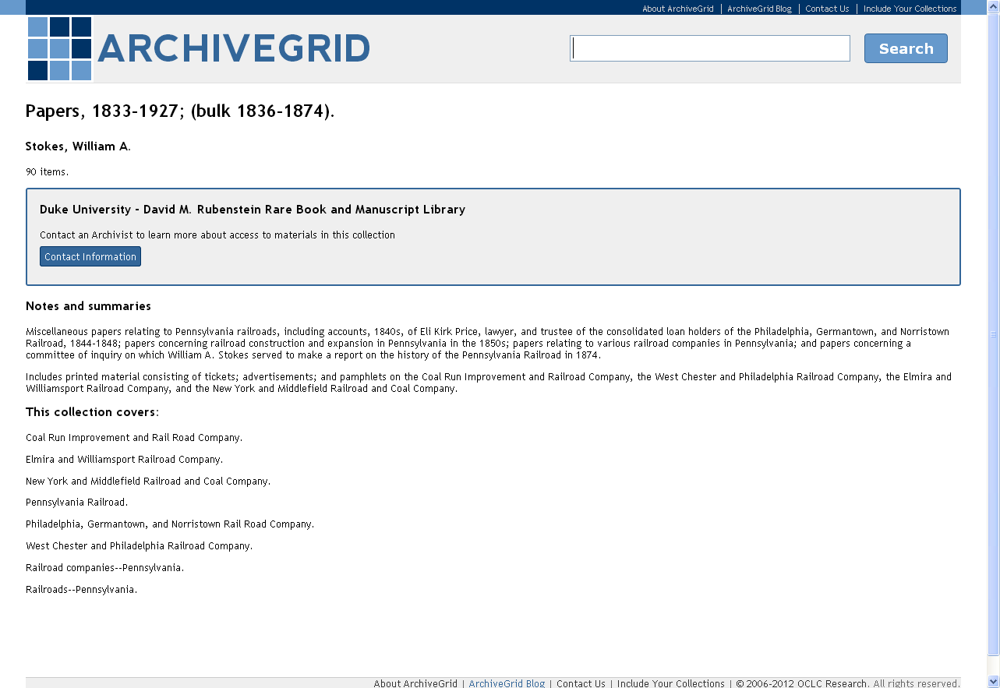 About ArchiveGrid | ArchiveGrid Blog | Contact Us | Include Your Collections
ARCHIVEGRID
Search
Papers, 1833-1927; (bulk 1836-1874).
Stokes, William A.
90 items.
Duke University - David M. Rubenstein Rare Book and Manuscript Library
Contact an Archivist to learn more about access to materials in this collection
Contact Information
Notes and summaries
Miscellaneous papers relating to Pennsylvania railroads, including accounts, 1840s, of Eli Kirk Price, lawyer, and trustee of the consolidated loan holders of the Philadelphia, Germantown, and Norristown
Railroad, 1844-1848; papers concerning railroad construction and expansion in Pennsylvania in the 1850s; papers relating to various railroad companies in Pennsylvania; and papers concerning a
committee of inquiry on which William A. Stokes served to make a report on the history of the Pennsylvania Railroad in 1874.
Includes printed material consisting of tickets; advertisements; and pamphlets on the Coal Run Improvement and Railroad Company, the West Chester and Philadelphia Railroad Company, the Elmira and
Williamsport Railroad Company, and the New York and Middlefield Railroad and Coal Company.
This collection covers:
Coal Run Improvement and Rail Road Company.
Elmira and Williamsport Railroad Company.
New York and Middlefield Railroad and Coal Company.
Pennsylvania Railroad.
Philadelphia, Germantown, and Norristown Rail Road Company.
West Chester and Philadelphia Railroad Company.
Railroad companies--Pennsylvania.
Railroads--Pennsylvania.
About ArchiveGrid | ArchiveGrid Blog | Contact Us | Include Your Collections | © 2006-2012 OCLC Research. All rights reserved.